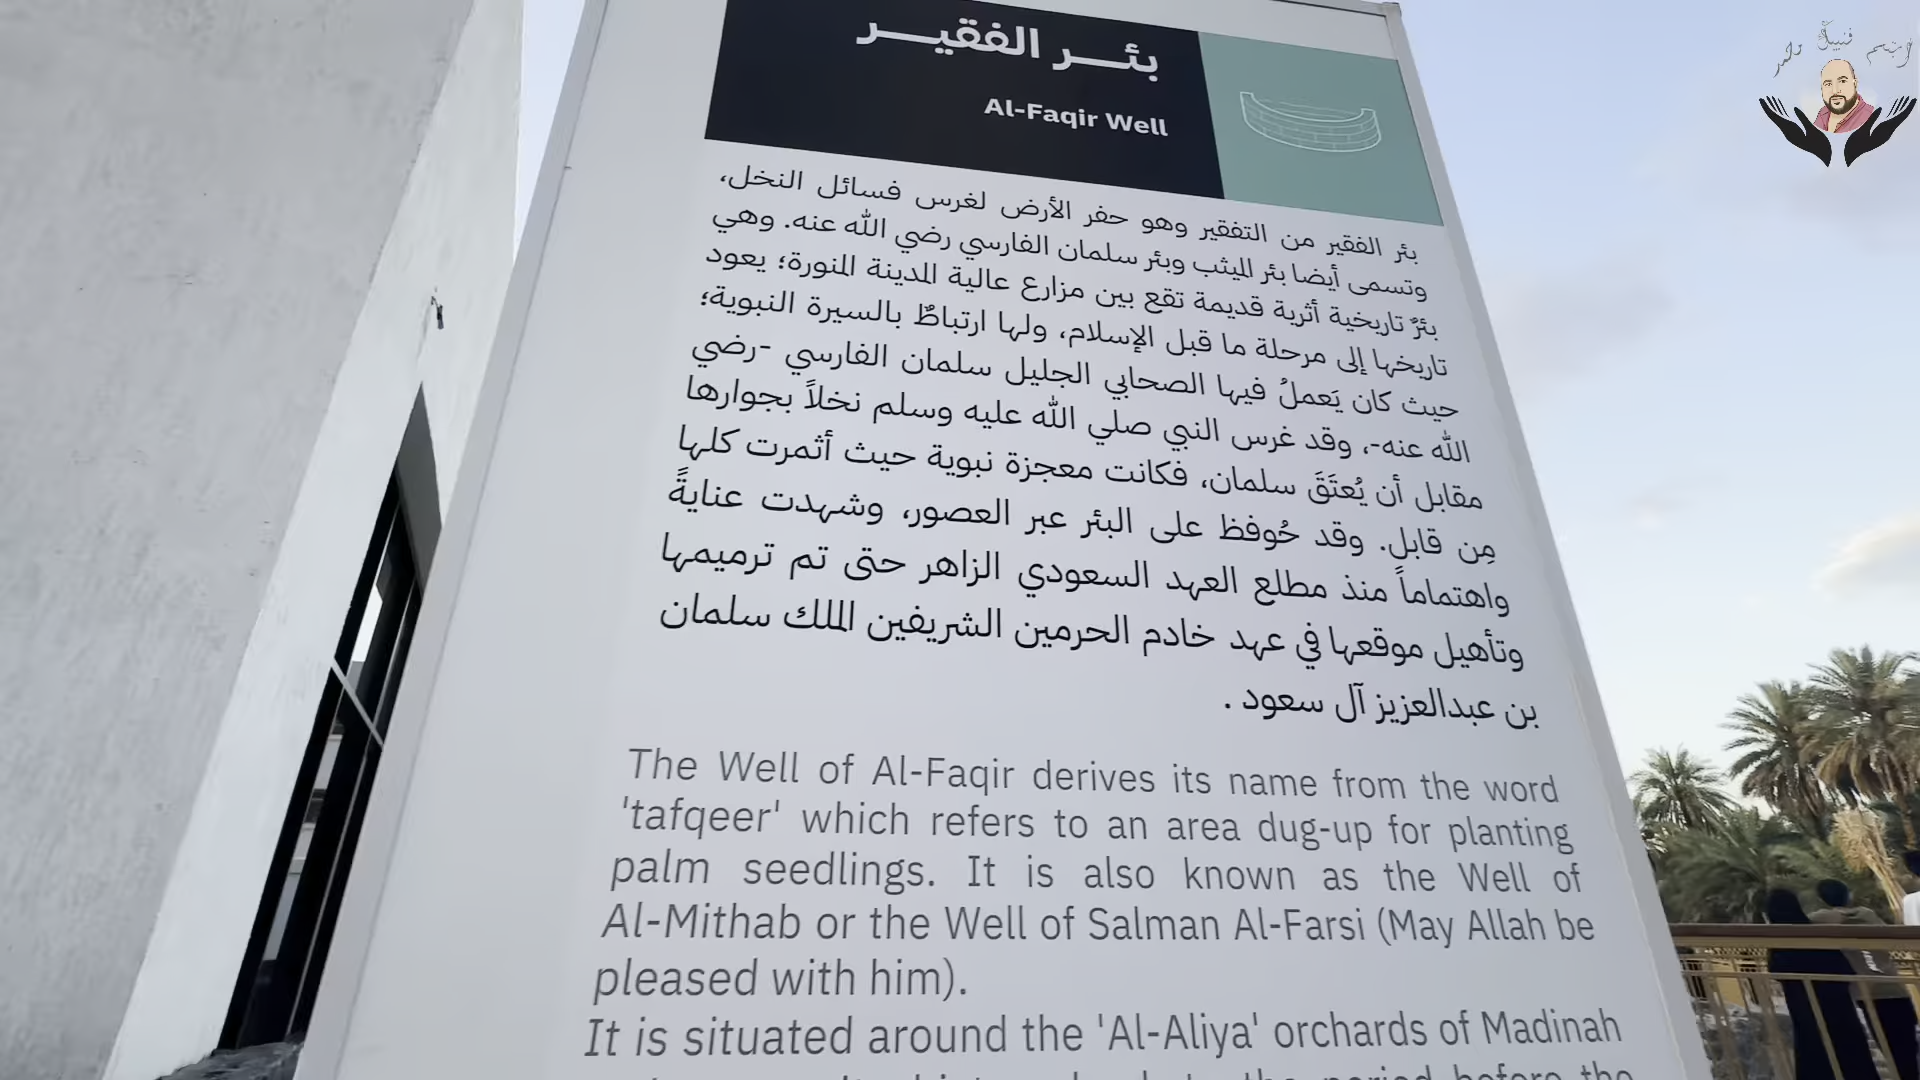 بئر الفقير
Al-Faqir Well
بئر الفقير من التفقير وهو حفر الأرض لغرس فسائل النخل،
وتسمى أيضا بئر الميثب وبئر سلمان الفارسي رضي الله عنه. وهي
بئرٌ تاريخية أثرية قديمة تقع بين مزارع عالية المدينة المنورة؛ يعود
تاريخها إلى مرحلة ما قبل الإسلام، ولها ارتباطٌ بالسيرة النبوية؛
حيث كان يَعملُ فيها الصحابي الجليل سلمان الفارسي -رضي
الله عنه-، وقد غرس النبي صلي الله عليه وسلم نخلاً بجوارها
مقابل أن يُعتَقَ سلمان، فكانت معجزة نبوية حيث أثمرت كلها
مِن قابل. وقد حُوفظ على البئر عبر العصور، وشهدت عنايةً
واهتماماً منذ مطلع العهد السعودي الزاهر حتى تم ترميمها
وتأهيل موقعها في عهد خادم الحرمين الشريفين الملك سلمان
بن عبدالعزيز آل سعود .
The Well of Al-Faqir derives its name from the word
'tafqeer' which refers to an area dug-up for planting
palm seedlings. It is also known as the Well of
Al-Mithab or the Well of Salman Al-Farsi (May Allah be
pleased with him).
It is situated around the 'Al-Aliya' orchards of Madinah
the period before the